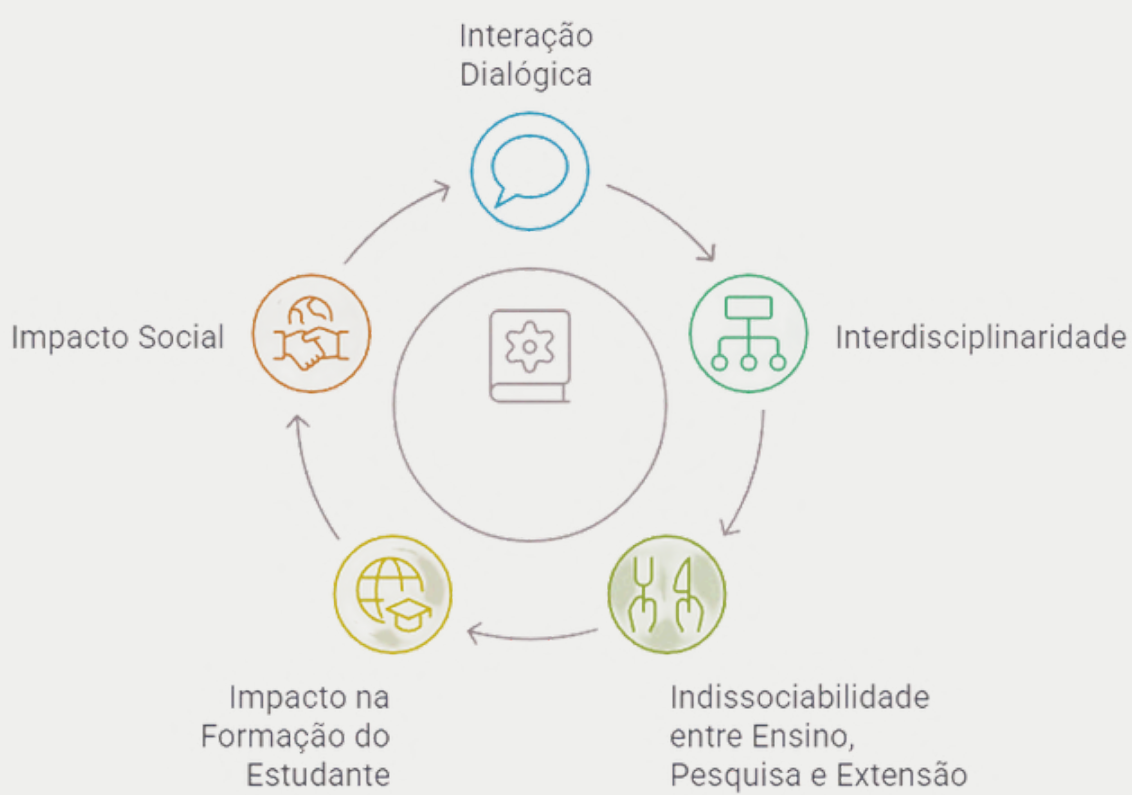 Interação
Dialógica
Impacto Social
Interdisciplinaridade
Impacto na
Formação do
Estudante
Indissociabilidade
entre Ensino,
Pesquisa e Extensão